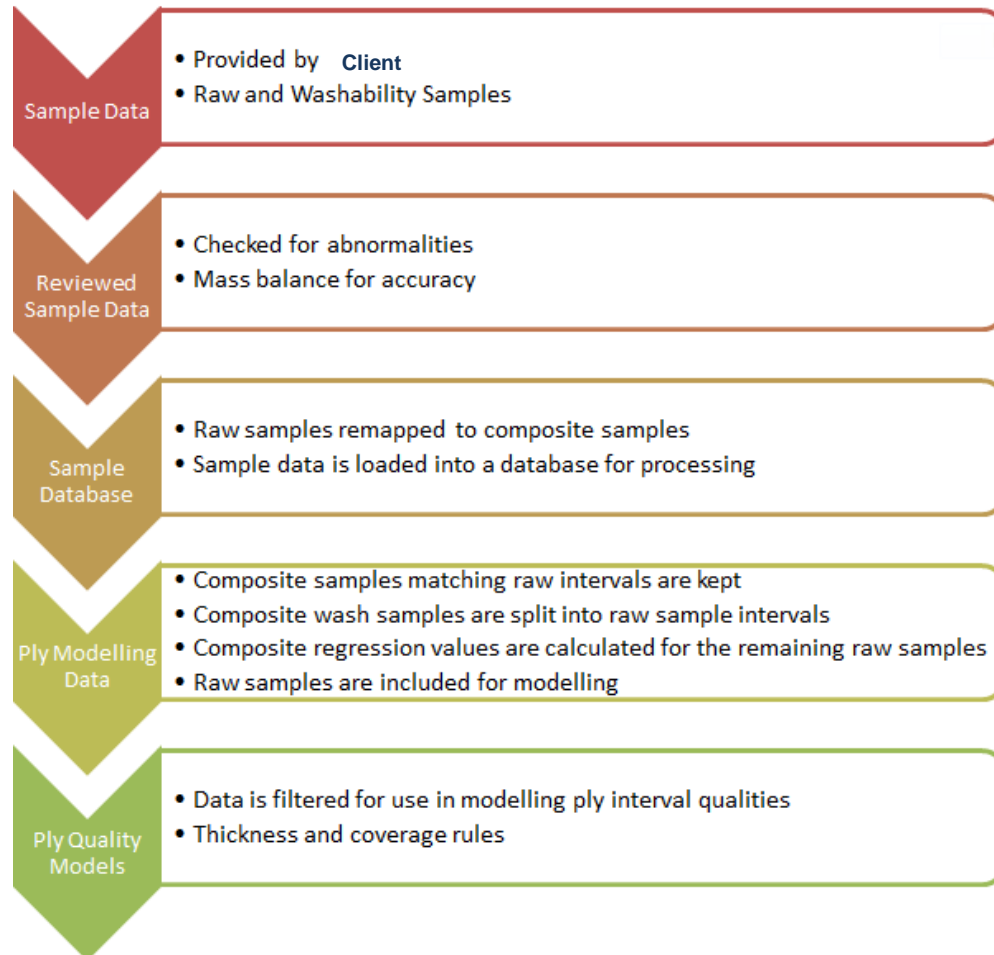 Sample Data
• Provided by Client
• Raw and Washability Samples
Reviewed
Sample Data
• Checked for abnormalities
• Mass balance for accuracy
Sample
Database
• Raw samples remapped to composite samples
• Sample data is loaded into a database for processing
Ply Modelling
Data
• Composite samples matching raw intervals are kept
• Composite wash samples are split into raw sample intervals
• Composite regression values are calculated for the remaining raw samples
• Raw samples are included for modelling
Ply Quality
Models
• Data is filtered for use in modelling ply interval qualities
• Thickness and coverage rules